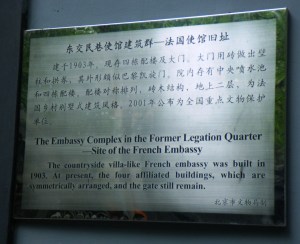 东交民巷使馆建筑群—法国使馆旧址
建于1903年，现存四栋配楼及大门。大门用砖做出壁
柱和拱券，其外形颇似巴黎凯旋门，院内存有中央喷水池
和四栋配楼。配楼对称排列，砖木结构，地上二层，为法
国乡村别墅式建筑风格。2001年公布为全国重点文物保护
单位。
The Embassy Complex in the Former Legation Quarter
—Site of the French Embassy
The countryside villa-like French embassy was built in
1903. At present, the four affiliated buildings, which are
symmetrically arranged, and the gate still remain.
北京市文物局